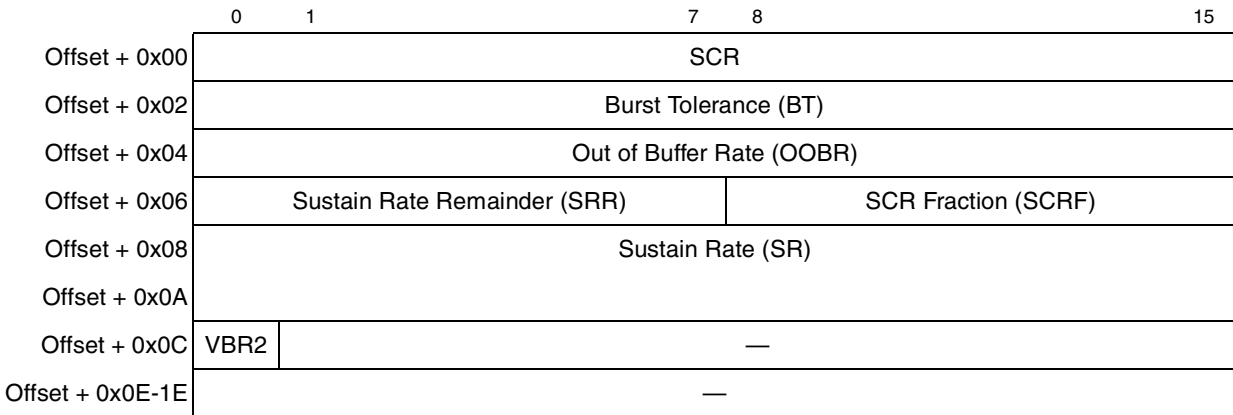 0 1 7 8 15
Offset + 0x00 SCR
Offset + 0x02 Burst Tolerance (BT)
Offset + 0x04 Out of Buffer Rate (OOBR)
Offset + 0x06 Sustain Rate Remainder (SRR) SCR Fraction (SCRF)
Offset + 0x08 Sustain Rate (SR)
Offset + 0x0A
Offset + 0x0C VBR2 —
Offset + 0x0E-1E —